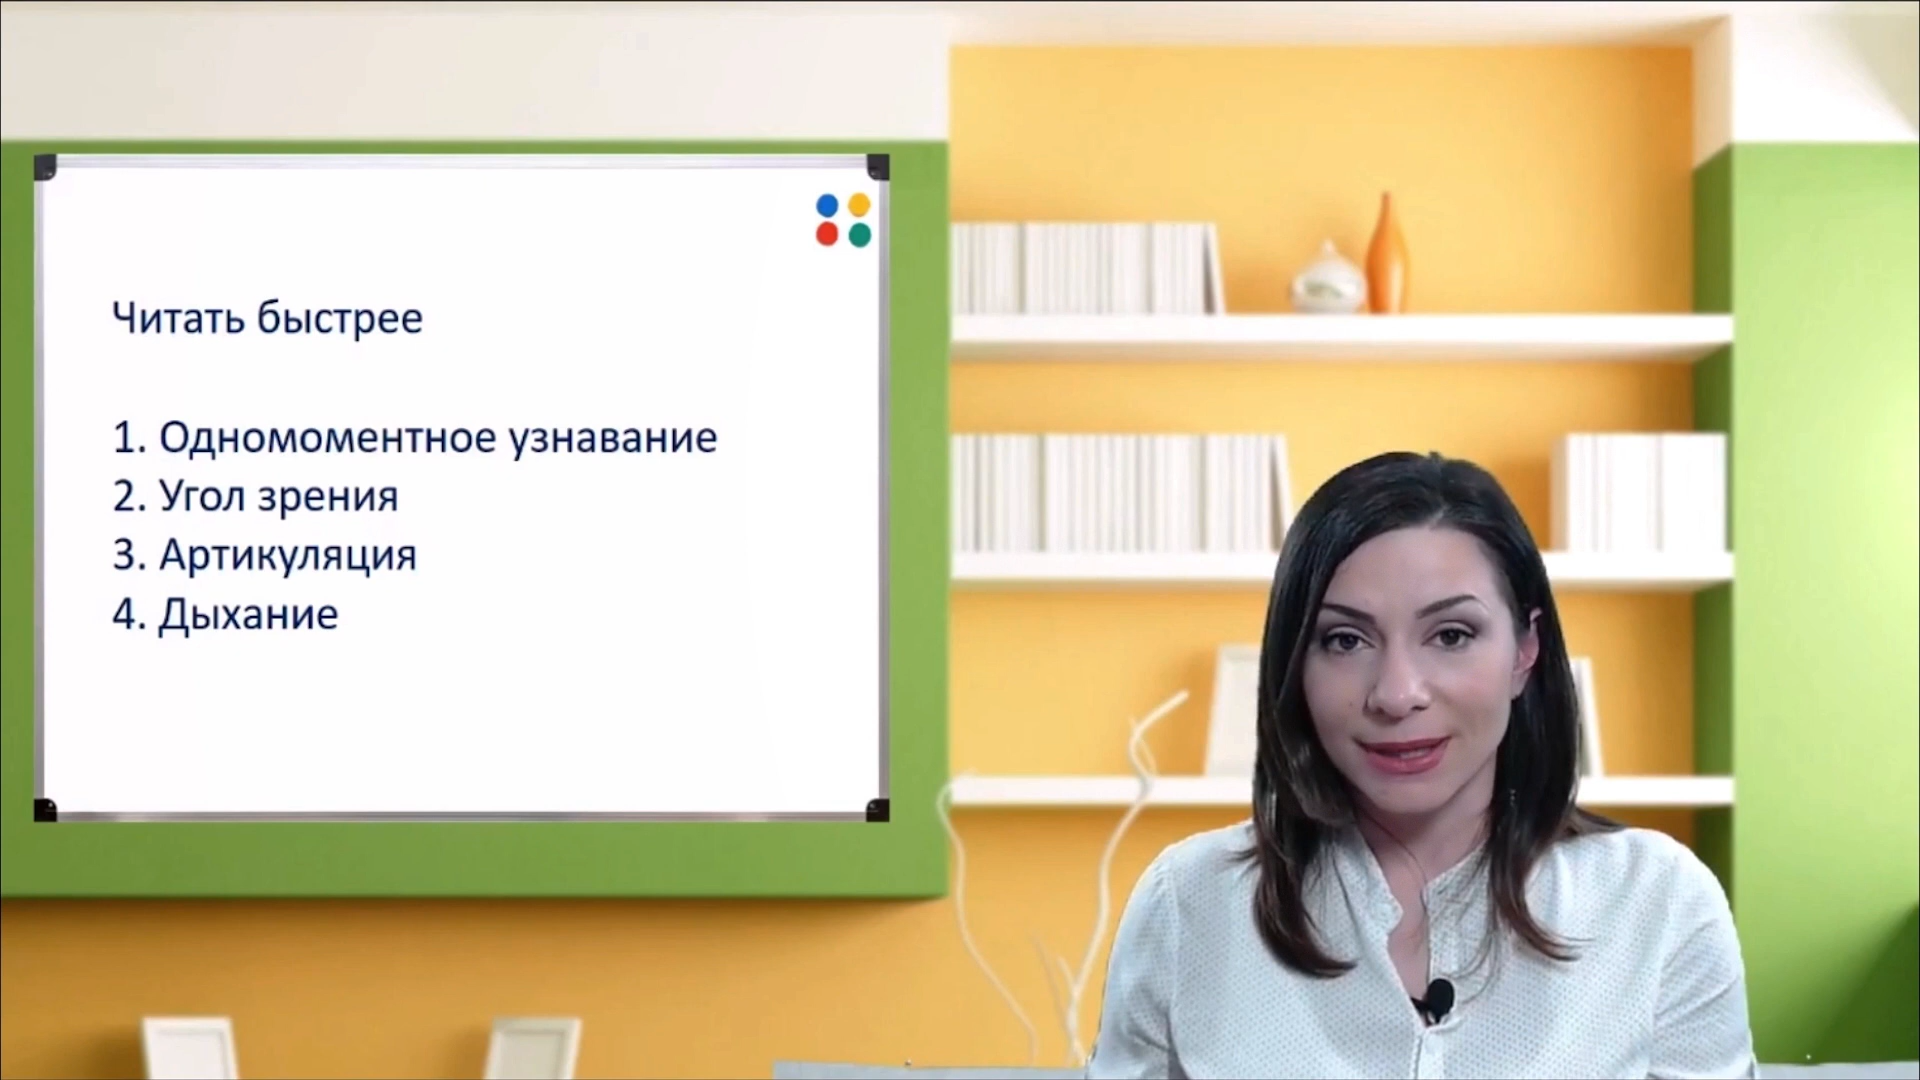 Читать быстрее
1. Одномоментное узнавание
2. Угол зрения
3. Артикуляция
4. Дыхание